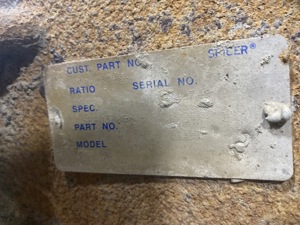 CUST. PART NO. SPICER®
RATIO SERIAL NO.
SPEC.
PART NO.
MODEL